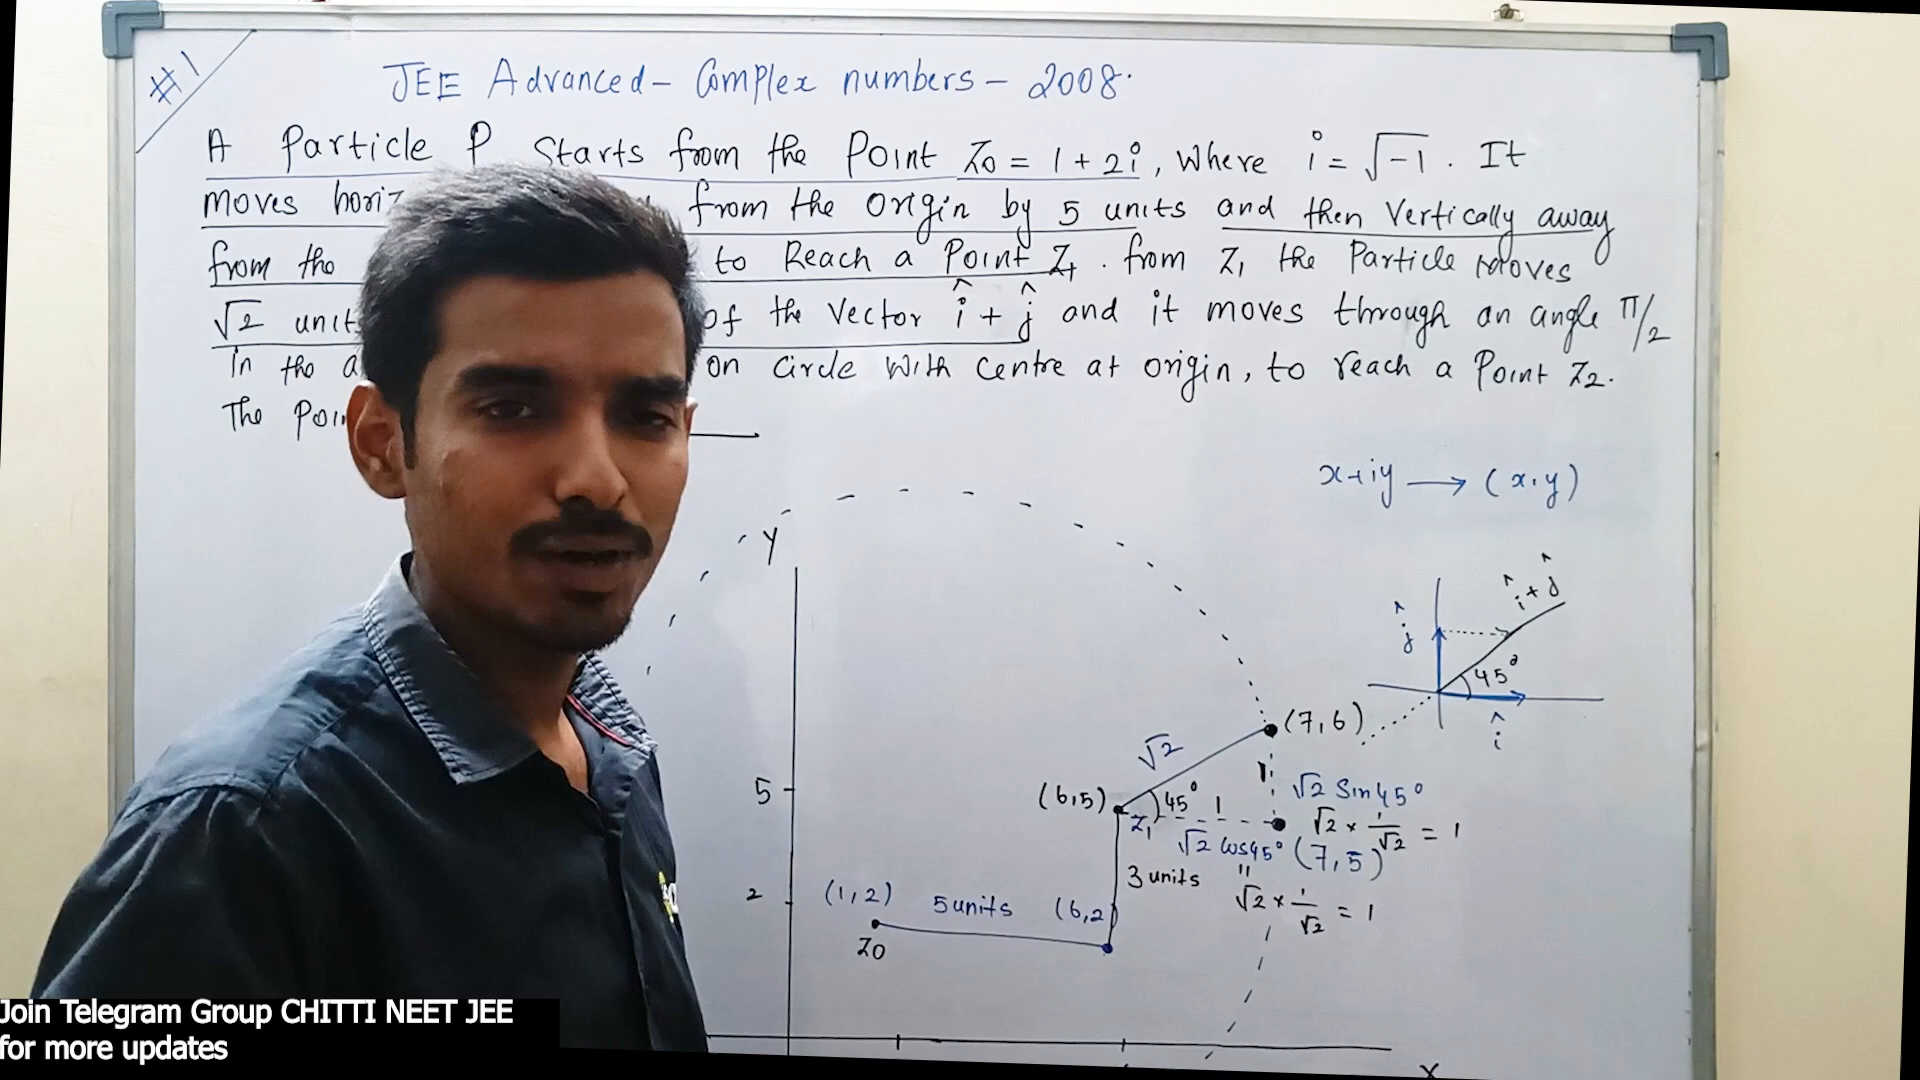 #1
JEE Advanced - Complex numbers - 2008.
A Particle P starts from the Point Z0 = 1 + 2i, Where i = √-1. It
moves horiz from the origin by 5 units and then Vertically away
from the to Reach a Point Z1. from Z1 the Particle moves
√2 units of the Vector î + ĵ and it moves through an angle π/2
in the a on Circle With Centre at origin, to reach a Point Z2.
The Poin
x+iy → (x,y)
Y
î + ĵ
ĵ
45°
î
(7,6)
√2
1
5
(6,5)
45°
1
√2 Sin45°
Z1
√2 × 1/√2 = 1
√2 Cos45°
(7,5)
3 units
"
√2 × 1/√2 = 1
2
(1,2)
5units
(6,2)
Z0
X
Join Telegram Group CHITTI NEET JEE
for more updates